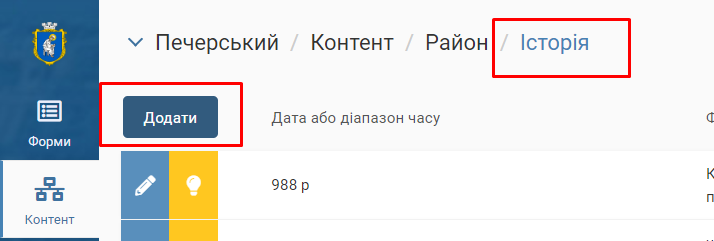 Печерський / Контент / Район / Історія
Форми
Контент
Додати
Дата або діапазон часу
988 р